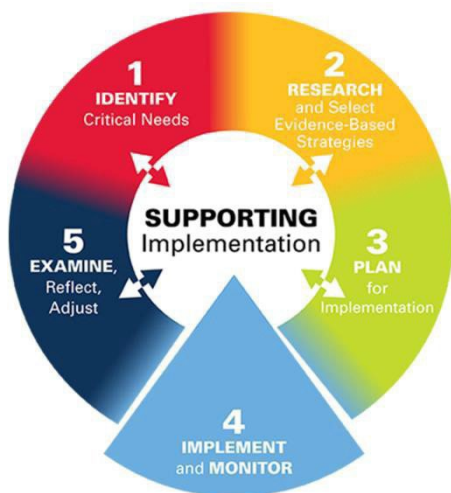 1
IDENTIFY
Critical Needs
2
RESEARCH
and Select
Evidence-Based
Strategies
3
PLAN
for
Implementation
4
IMPLEMENT
and MONITOR
5
EXAMINE,
Reflect,
Adjust
SUPPORTING
Implementation